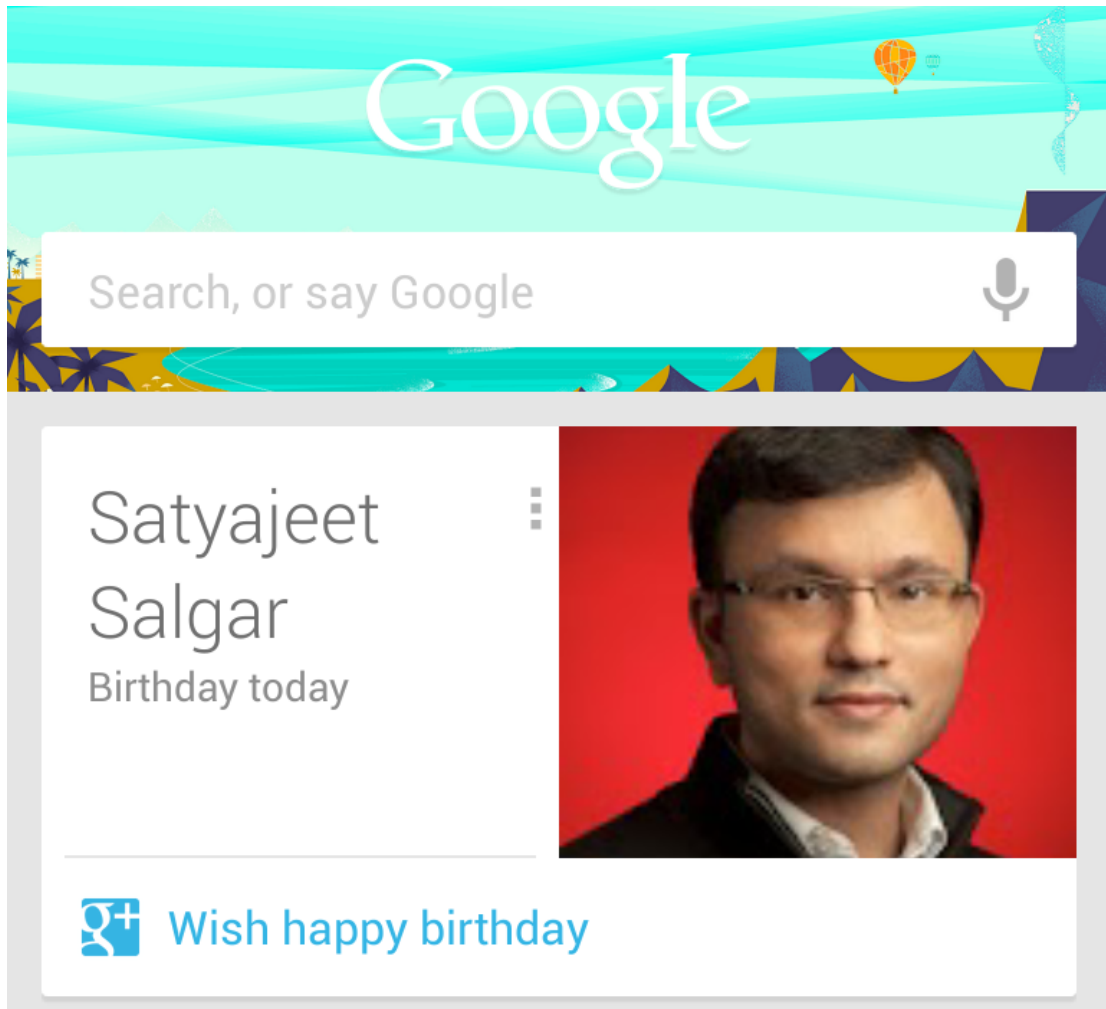 Google
Search, or say Google
Satyajeet
Salgar
Birthday today
g+ Wish happy birthday